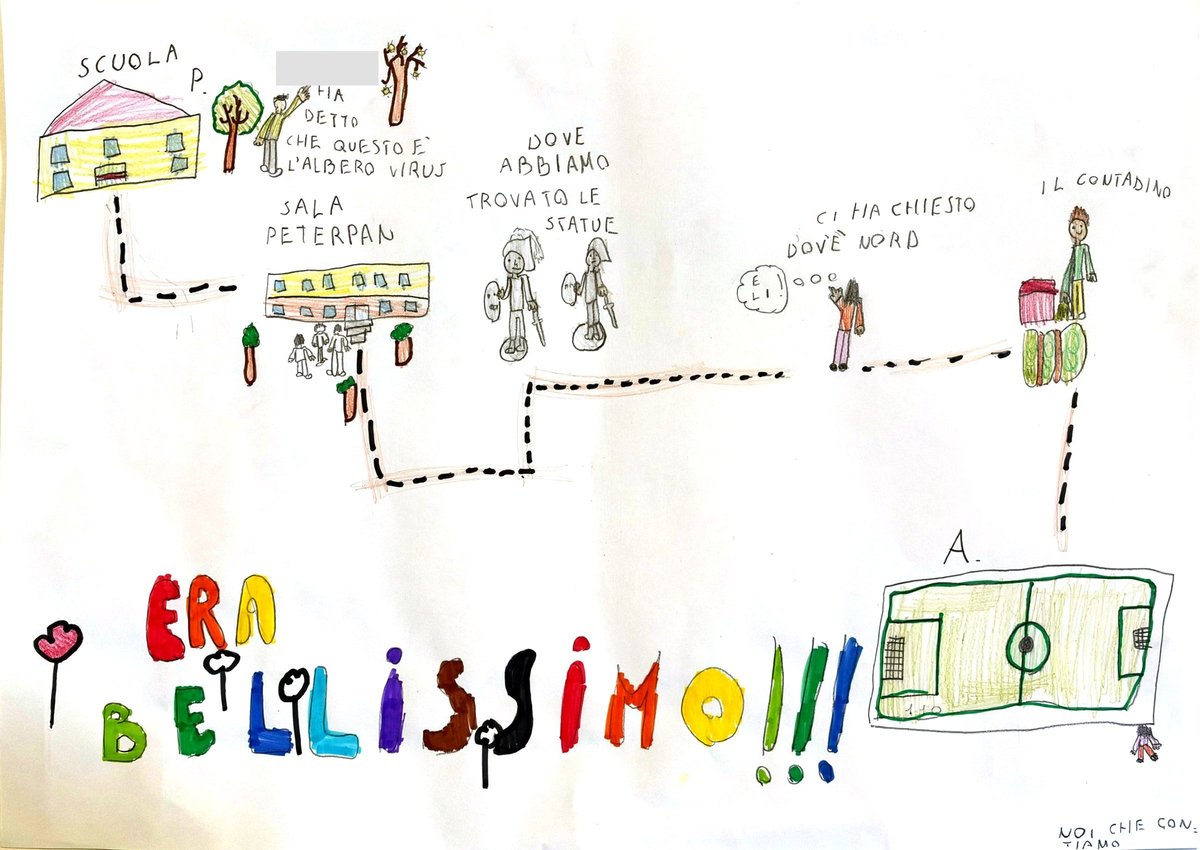 SCUOLA
P.
HA
DETTO
CHE QUESTO È
L'ALBERO VIRUS
SALA
PETERPAN
DOVE
ABBIAMO
TROVATO LE
STATUE
CI HA CHIESTO
DOV'È NORD
È
LÌ!
IL CONTADINO
A.
ERA
BELLISSIMO!!!
NOI CHE CON-
TIAMO